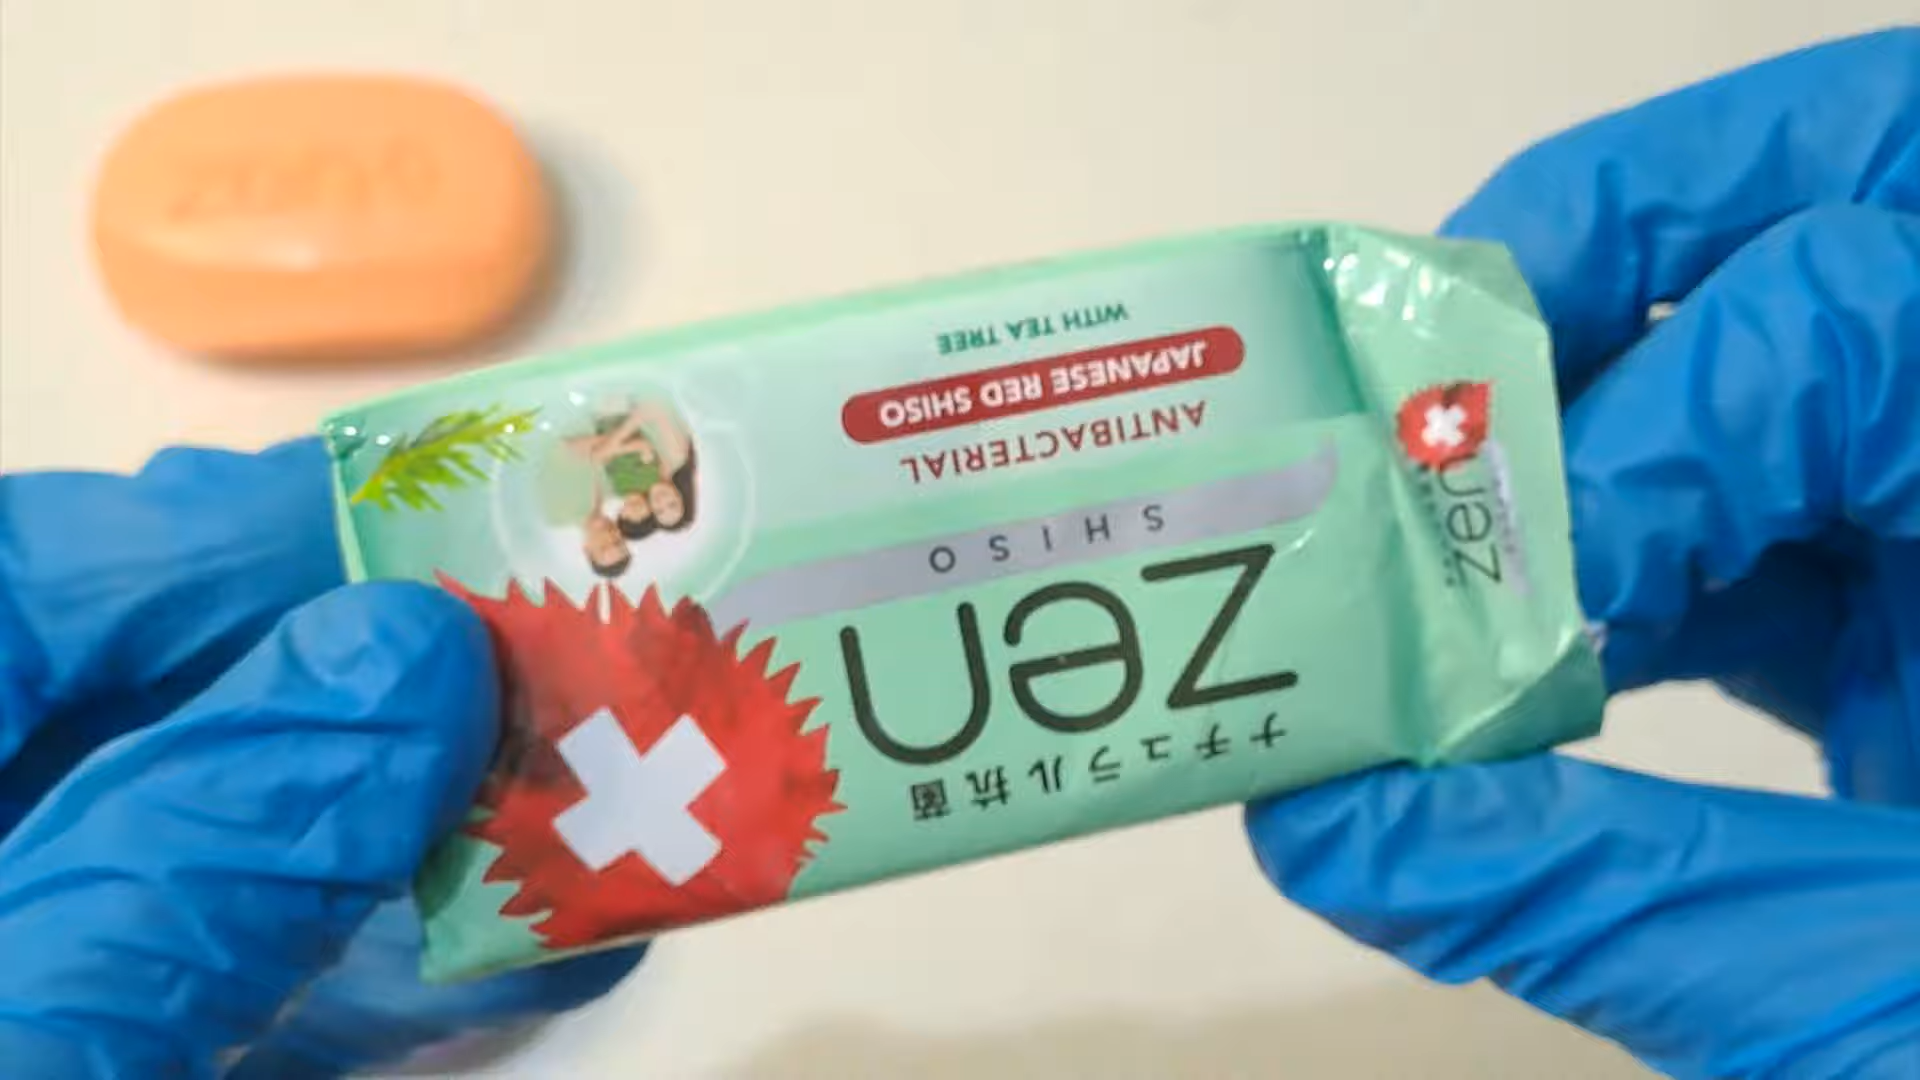 ナチュラル抗菌
zen
SHISO
ANTIBACTERIAL
JAPANESE RED SHISO
WITH TEA TREE
zen